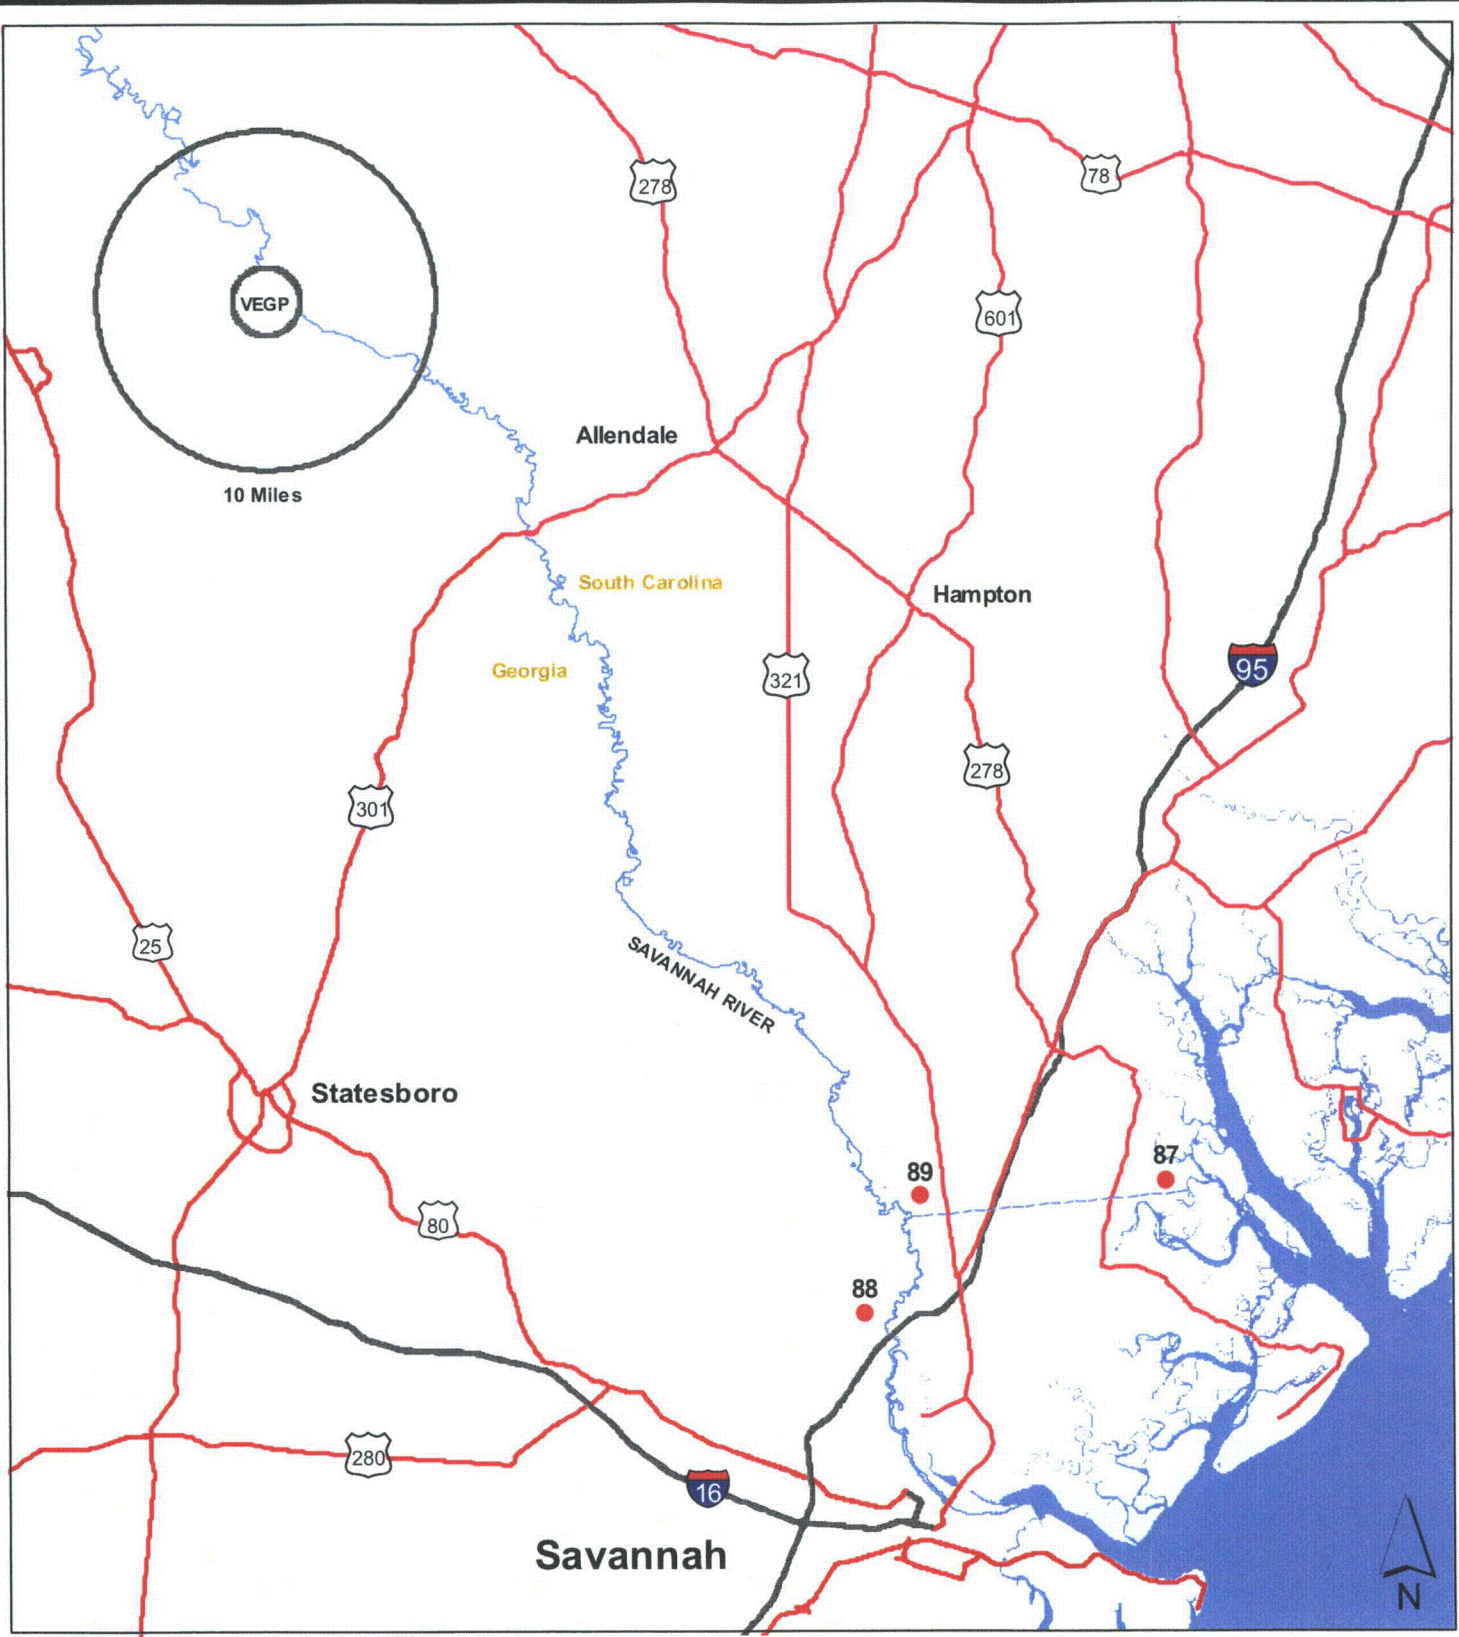 278
78
VEGP
601
Allendale
10 Miles
South Carolina
Hampton
Georgia
321
95
278
301
25
SAVANNAH RIVER
Statesboro
87
89
80
88
280
16
Savannah
N